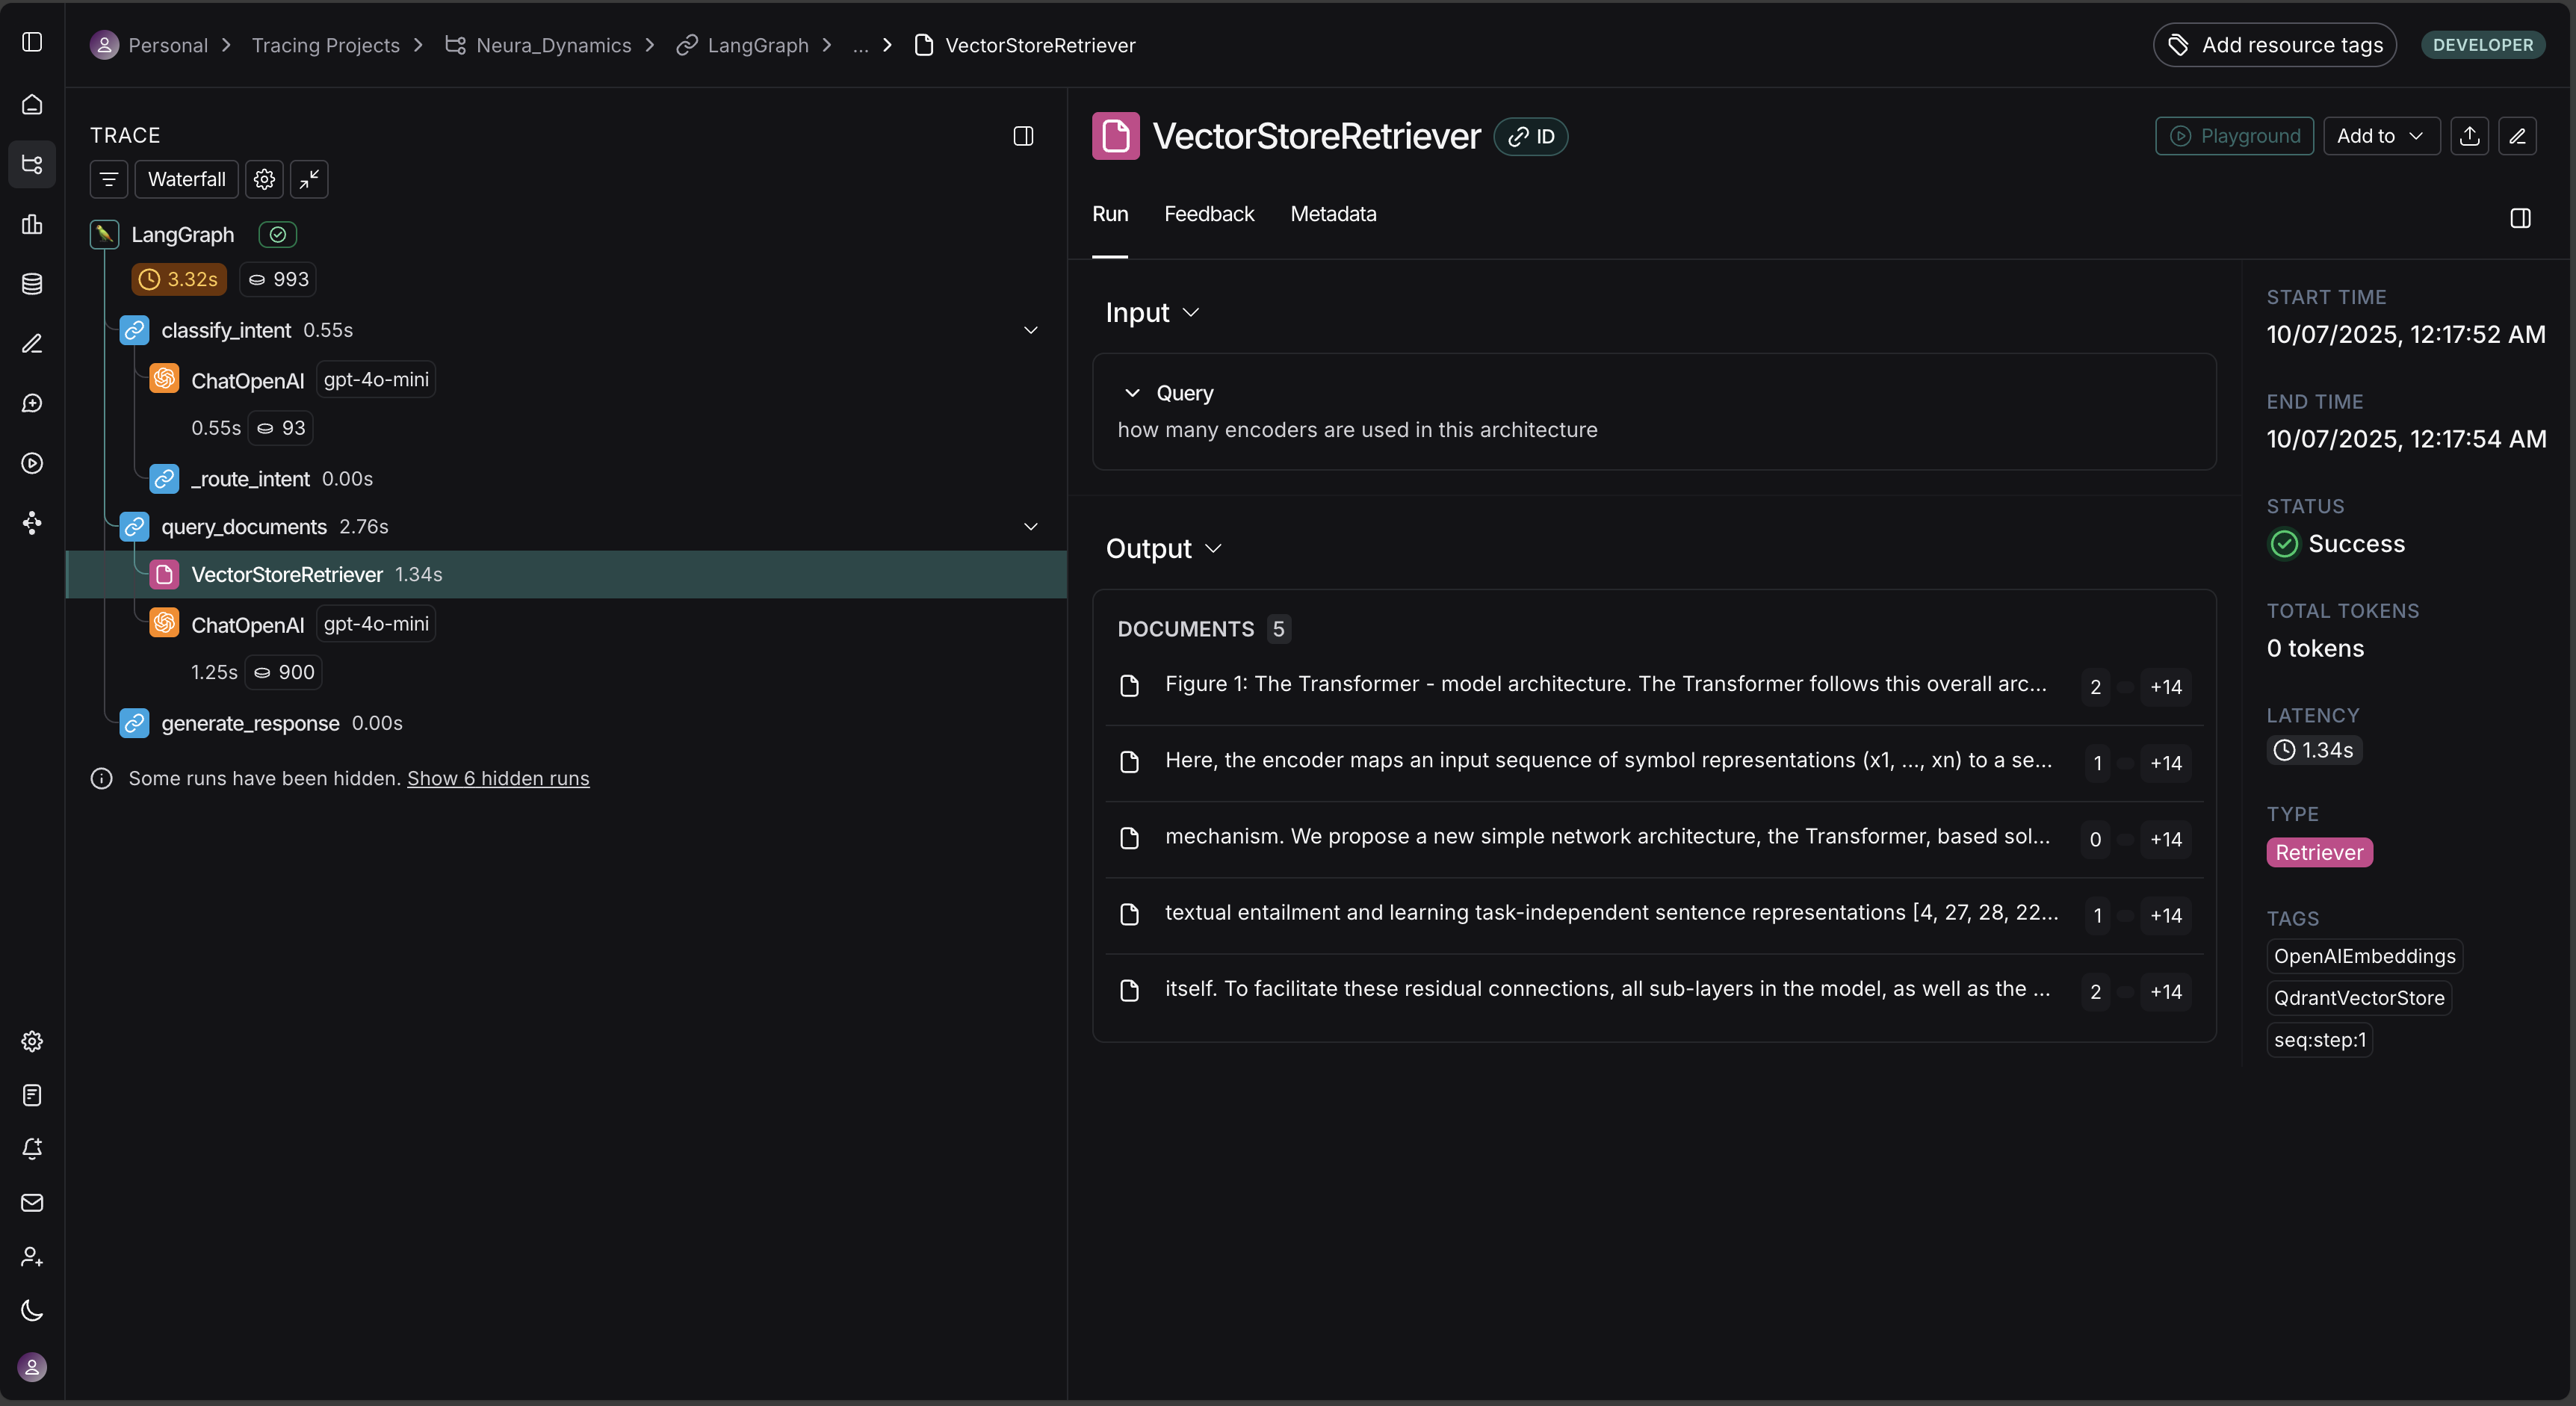 Personal > Tracing Projects > Neura_Dynamics > LangGraph > ... > VectorStoreRetriever
Add resource tags
DEVELOPER
TRACE
Waterfall
LangGraph
3.32s 993
classify_intent 0.55s
ChatOpenAI gpt-4o-mini
0.55s 93
_route_intent 0.00s
query_documents 2.76s
VectorStoreRetriever 1.34s
ChatOpenAI gpt-4o-mini
1.25s 900
generate_response 0.00s
Some runs have been hidden. Show 6 hidden runs
VectorStoreRetriever ID
Playground
Add to
Run Feedback Metadata
Input
Query
how many encoders are used in this architecture
Output
DOCUMENTS 5
Figure 1: The Transformer - model architecture. The Transformer follows this overall arc... 2 +14
Here, the encoder maps an input sequence of symbol representations (x1, ..., xn) to a se... 1 +14
mechanism. We propose a new simple network architecture, the Transformer, based sol... 0 +14
textual entailment and learning task-independent sentence representations [4, 27, 28, 22... 1 +14
itself. To facilitate these residual connections, all sub-layers in the model, as well as the ... 2 +14
START TIME
10/07/2025, 12:17:52 AM
END TIME
10/07/2025, 12:17:54 AM
STATUS
Success
TOTAL TOKENS
0 tokens
LATENCY
1.34s
TYPE
Retriever
TAGS
OpenAIEmbeddings
QdrantVectorStore
seq:step:1